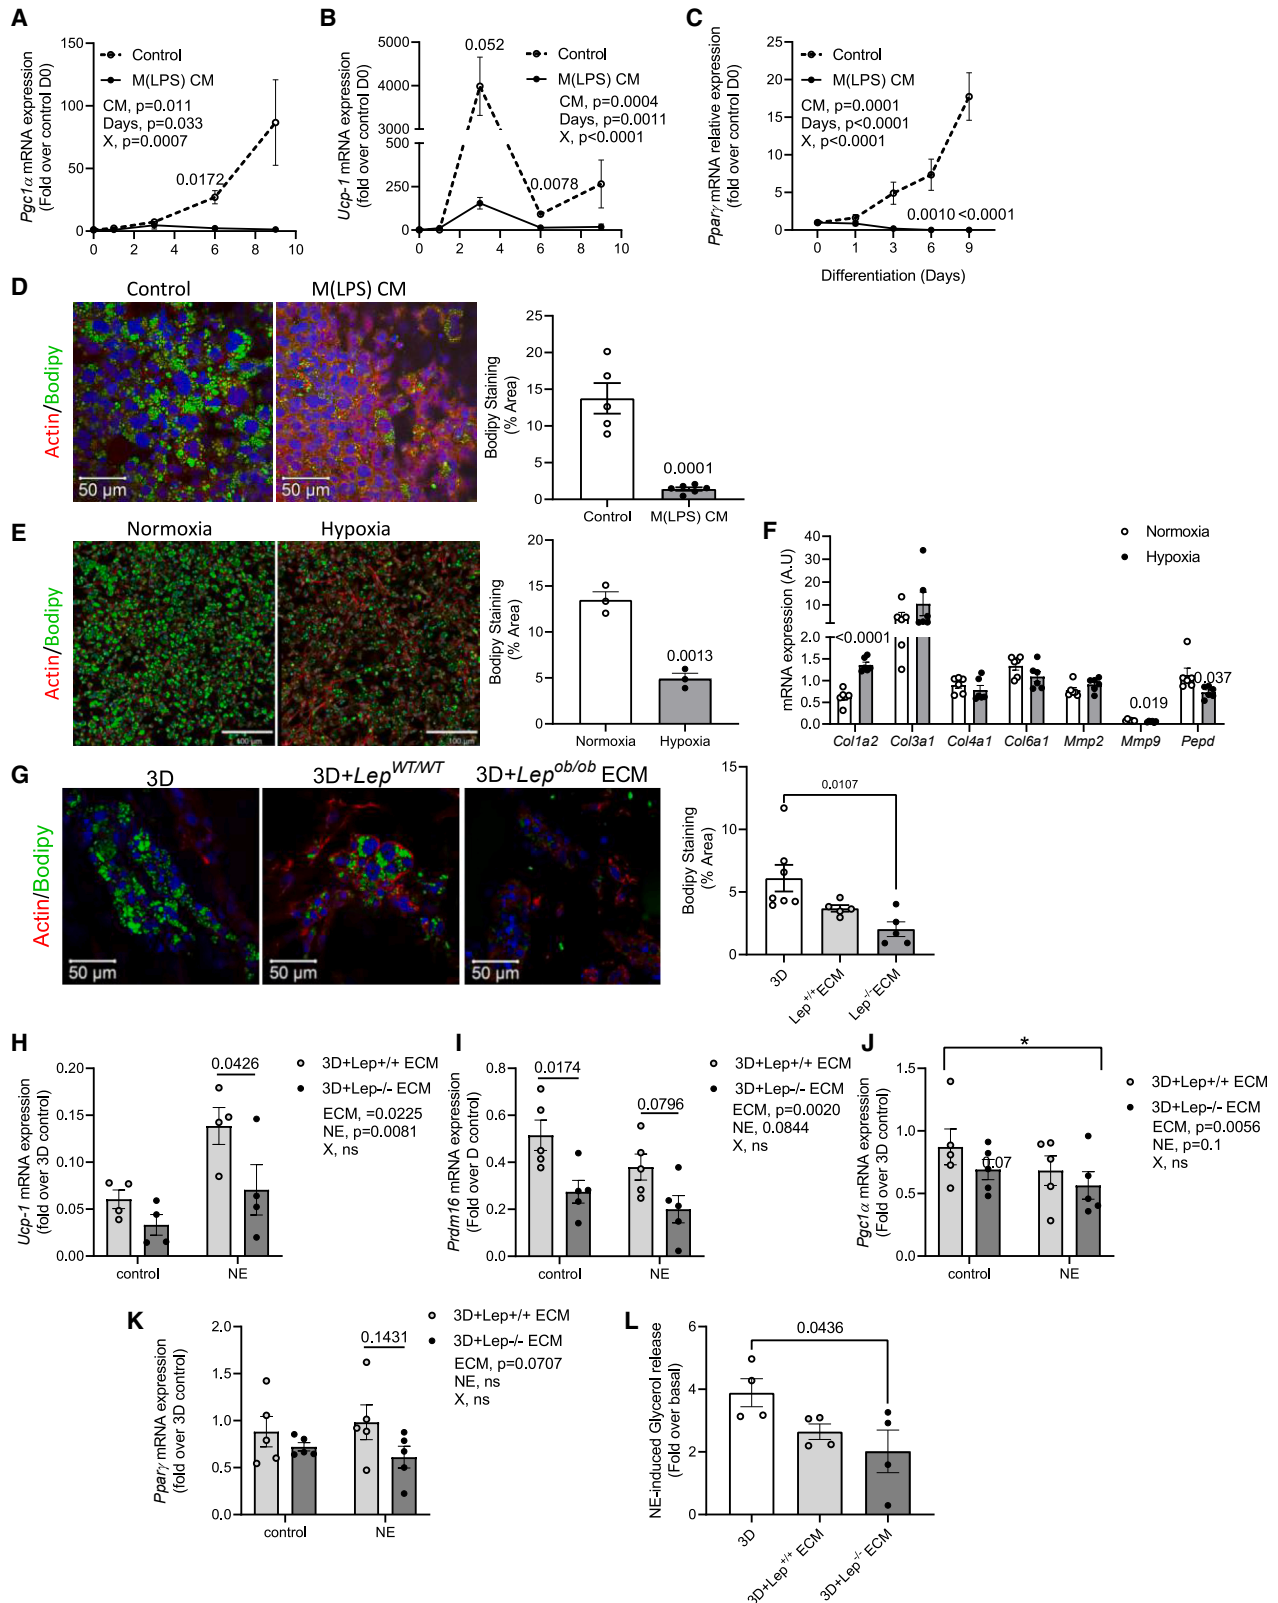 A
Pgc1α mRNA expression
(Fold over control D0)
150
100
50
0
0 2 4 6 8 10
Control
M(LPS) CM
CM, p=0.011
Days, p=0.033
X, p=0.0007
0.0172
B
Ucp-1 mRNA expression
(fold over control D0)
4000
3000
500
250
0
0 2 4 6 8 10
0.052
Control
M(LPS) CM
CM, p=0.0004
Days, p=0.0011
X, p<0.0001
0.0078
C
Pparγ mRNA relative expression
(Fold over control D0)
25
20
15
10
5
0
0 1 3 6 9
Differentiation (Days)
Control
M(LPS) CM
CM, p=0.0001
Days, p<0.0001
X, p<0.0001
0.0010 <0.0001
D
Control
M(LPS) CM
Actin/Bodipy
50 µm
50 µm
Bodipy Staining
(% Area)
25
20
15
10
5
0
0.0001
Control M(LPS) CM
E
Normoxia
Hypoxia
Actin/Bodipy
100 µm
100 µm
Bodipy Staining
(% Area)
20
15
10
5
0
0.0013
Normoxia Hypoxia
F
mRNA expression (A.U)
40
30
20
10
2.0
1.5
1.0
0.5
0.0
Normoxia
Hypoxia
<0.0001
0.019
0.037
Col1a2 Col3a1 Col4a1 Col6a1 Mmp2 Mmp9 Pepd
G
3D
3D+Lep WT/WT
3D+Lep ob/ob ECM
Actin/Bodipy
50 µm
50 µm
50 µm
Bodipy Staining
(% Area)
15
10
5
0
0.0107
3D
Lep +/+ ECM
Lep -/- ECM
H
Ucp-1 mRNA expression
(fold over 3D control)
0.20
0.15
0.10
0.05
0.00
0.0426
control NE
3D+Lep+/+ ECM
3D+Lep-/- ECM
ECM, =0.0225
NE, p=0.0081
X, ns
I
Prdm16 mRNA expression
(Fold over D control)
0.8
0.6
0.4
0.2
0.0
0.0174
0.0796
control NE
3D+Lep+/+ ECM
3D+Lep-/- ECM
ECM, p=0.0020
NE, 0.0844
X, ns
J
Pgc1α mRNA expression
(Fold over 3D control)
1.5
1.0
0.5
0.0
*
0.07
control NE
3D+Lep+/+ ECM
3D+Lep-/- ECM
ECM, p=0.0056
NE, p=0.1
X, ns
K
Pparγ mRNA expression
(fold over 3D control)
2.0
1.5
1.0
0.5
0.0
0.1431
control NE
3D+Lep+/+ ECM
3D+Lep-/- ECM
ECM, p=0.0707
NE, ns
X, ns
L
NE-induced Glycerol release
(Fold over basal)
6
4
2
0
0.0436
3D
3D+Lep+/+ ECM
3D+Lep-/- ECM